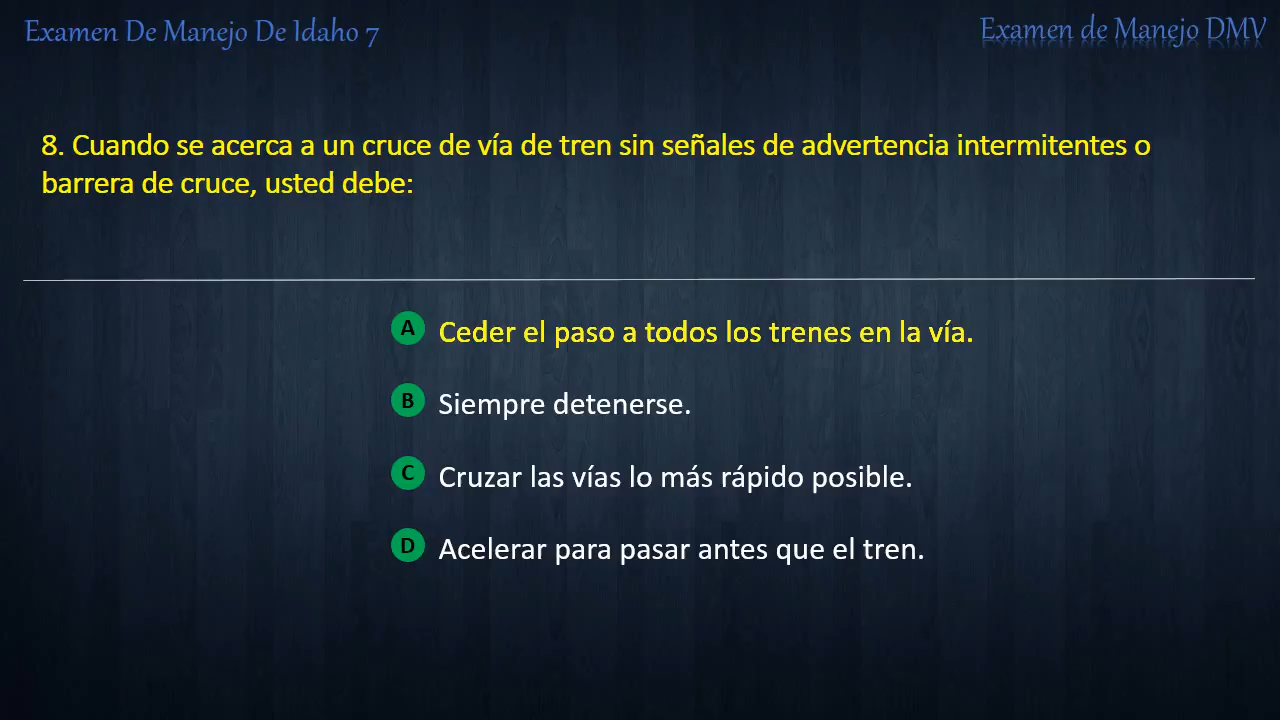 Examen De Manejo De Idaho 7
Examen de Manejo DMV
8. Cuando se acerca a un cruce de vía de tren sin señales de advertencia intermitentes o
barrera de cruce, usted debe:
A Ceder el paso a todos los trenes en la vía.
B Siempre detenerse.
C Cruzar las vías lo más rápido posible.
D Acelerar para pasar antes que el tren.